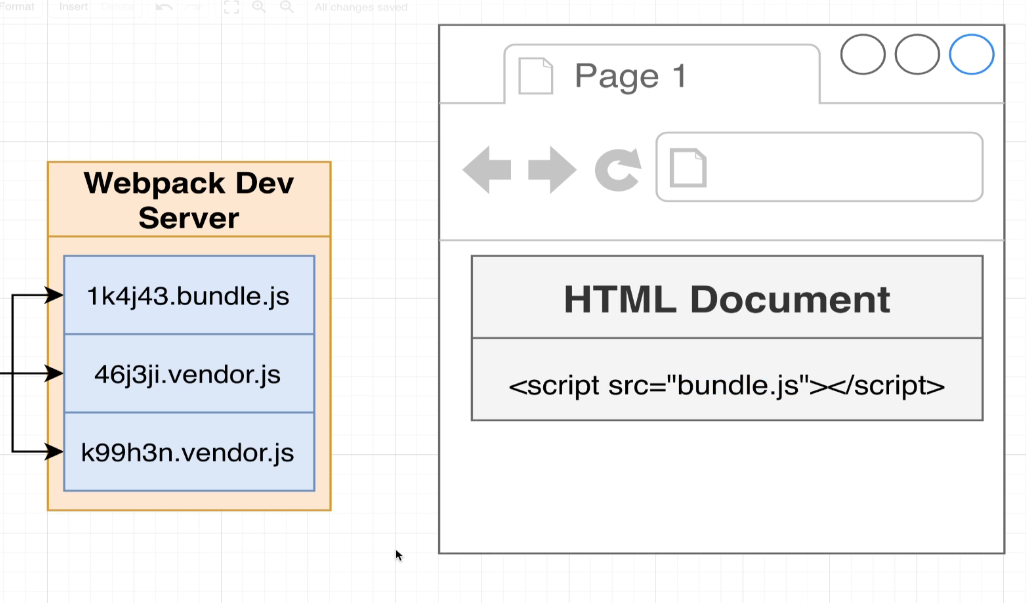 Format Insert All changes saved
Webpack Dev
Server
1k4j43.bundle.js
46j3ji.vendor.js
k99h3n.vendor.js
Page 1
HTML Document
<script src="bundle.js"></script>